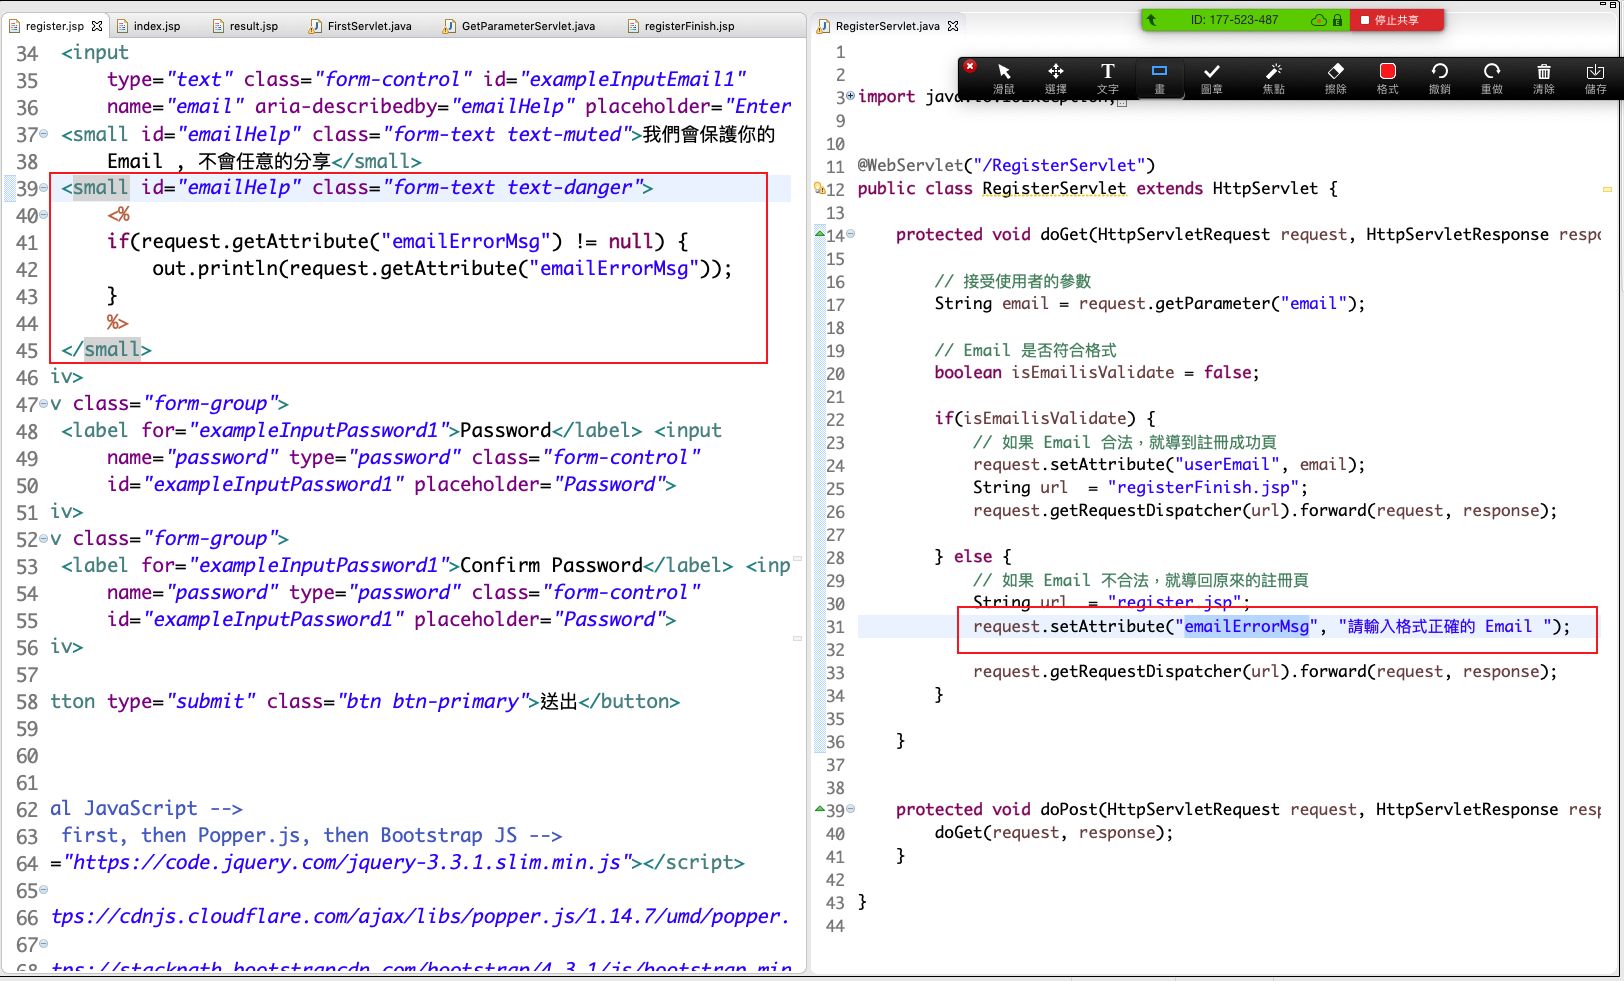 register.jsp
index.jsp
result.jsp
FirstServlet.java
GetParameterServlet.java
registerFinish.jsp
34 <input
35 type="text" class="form-control" id="exampleInputEmail1"
36 name="email" aria-describedby="emailHelp" placeholder="Enter
37 <small id="emailHelp" class="form-text text-muted">我們會保護你的
38 Email , 不會任意的分享</small>
39 <small id="emailHelp" class="form-text text-danger">
40 <%
41 if(request.getAttribute("emailErrorMsg") != null) {
42 out.println(request.getAttribute("emailErrorMsg"));
43 }
44 %>
45 </small>
46 iv>
47 v class="form-group">
48 <label for="exampleInputPassword1">Password</label> <input
49 name="password" type="password" class="form-control"
50 id="exampleInputPassword1" placeholder="Password">
51 iv>
52 v class="form-group">
53 <label for="exampleInputPassword1">Confirm Password</label> <inp
54 name="password" type="password" class="form-control"
55 id="exampleInputPassword1" placeholder="Password">
56 iv>
57
58 tton type="submit" class="btn btn-primary">送出</button>
59
60
61
62 al JavaScript -->
63 first, then Popper.js, then Bootstrap JS -->
64 ="https://code.jquery.com/jquery-3.3.1.slim.min.js"></script>
65
66 tps://cdnjs.cloudflare.com/ajax/libs/popper.js/1.14.7/umd/popper.
67
68 tps://stackpath.bootstrapcdn.com/bootstrap/4.3.1/js/bootstrap.min
RegisterServlet.java
ID: 177-523-487
停止共享
滑鼠
選擇
文字
畫
圖章
焦點
擦除
格式
撤銷
重做
清除
儲存
1
2
3 import java.io.IOException;
9
10
11 @WebServlet("/RegisterServlet")
12 public class RegisterServlet extends HttpServlet {
13
14 protected void doGet(HttpServletRequest request, HttpServletResponse respo
15
16 // 接受使用者的參數
17 String email = request.getParameter("email");
18
19 // Email 是否符合格式
20 boolean isEmailisValidate = false;
21
22 if(isEmailisValidate) {
23 // 如果 Email 合法，就導到註冊成功頁
24 request.setAttribute("userEmail", email);
25 String url  = "registerFinish.jsp";
26 request.getRequestDispatcher(url).forward(request, response);
27
28 } else {
29 // 如果 Email 不合法，就導回原來的註冊頁
30 String url  = "register.jsp";
31 request.setAttribute("emailErrorMsg", "請輸入格式正確的 Email ");
32
33 request.getRequestDispatcher(url).forward(request, response);
34 }
35
36 }
37
38
39 protected void doPost(HttpServletRequest request, HttpServletResponse resp
40 doGet(request, response);
41 }
42
43 }
44